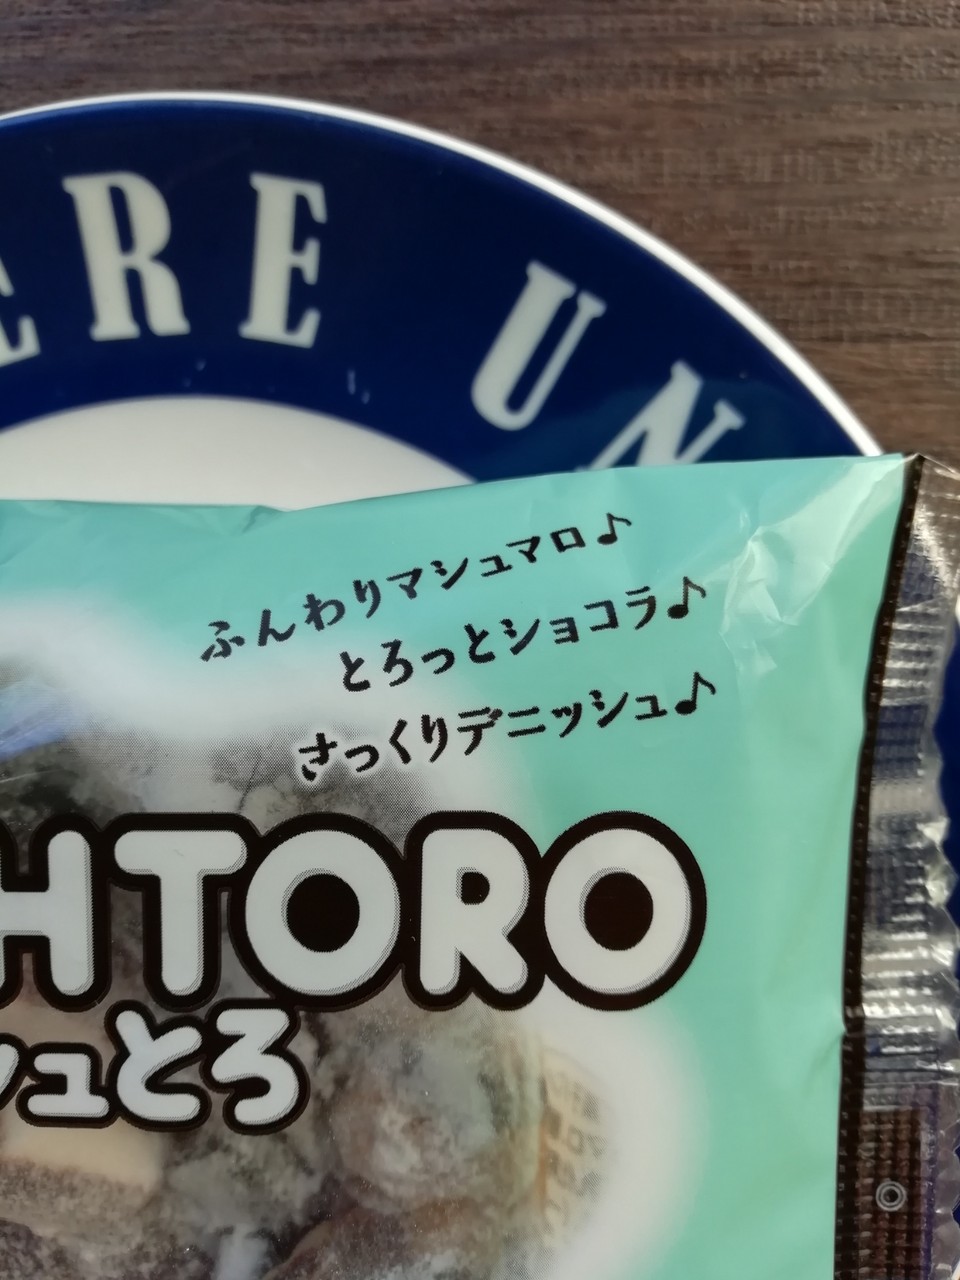 ERE UN
ふんわりマシュマロ♪
とろっとショコラ♪
さっくりデニッシュ♪
HTORO
シュとろ